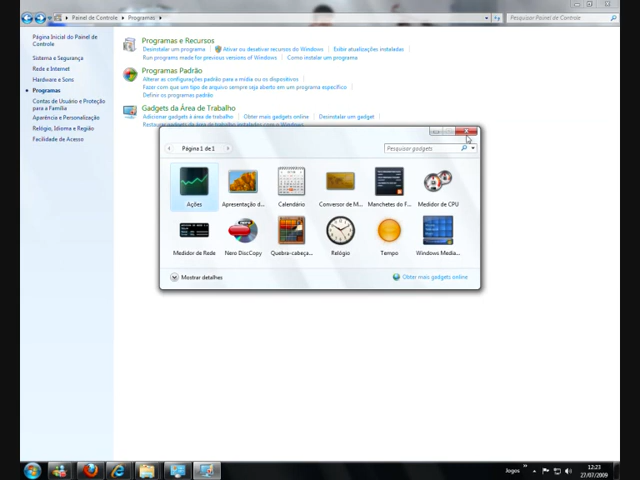 Painel de Controle ▸ Programas ▸
Pesquisar Painel de Controle
Página Inicial do Painel de
Controle
Sistema e Segurança
Rede e Internet
Hardware e Sons
Programas
Contas de Usuário e Proteção
para a Família
Aparência e Personalização
Relógio, Idioma e Região
Facilidade de Acesso
Programas e Recursos
Desinstalar um programa
Ativar ou desativar recursos do Windows
Exibir atualizações instaladas
Run programs made for previous versions of Windows
Como instalar um programa
Programas Padrão
Alterar as configurações padrão para a mídia ou os dispositivos
Fazer com que um tipo de arquivo sempre seja aberto em um programa específico
Definir os programas padrão
Gadgets da Área de Trabalho
Adicionar gadgets à área de trabalho
Obter mais gadgets online
Desinstalar um gadget
Página 1 de 1
Pesquisar gadgets
Ações
Apresentação d...
Calendário
Conversor de M...
Manchetes do F...
Medidor de CPU
Medidor de Rede
Nero DiscCopy
Quebra-cabeça...
Relógio
Tempo
Windows Media...
Mostrar detalhes
Obter mais gadgets online
Jogos
12:23
27/07/2009